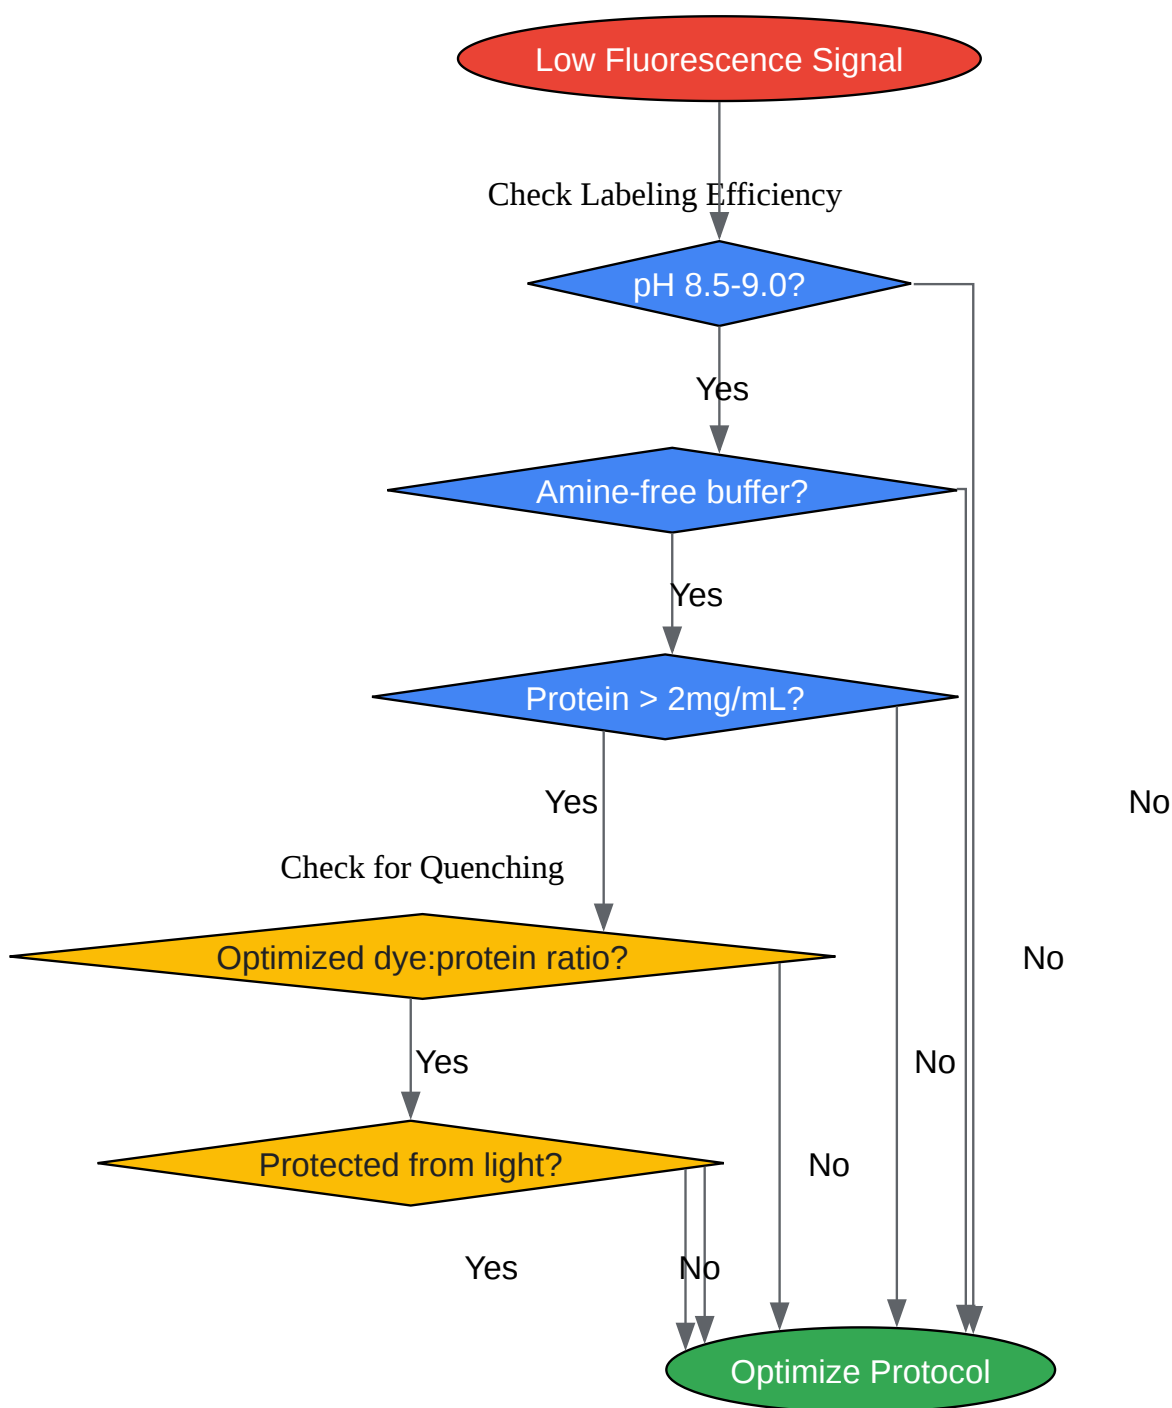 Low Fluorescence Signal
Check Labeling Efficiency
pH 8.5-9.0?
Yes
Amine-free buffer?
Yes
Protein > 2mg/mL?
Yes
No
Check for Quenching
Optimized dye:protein ratio?
No
Yes
No
Protected from light?
No
Yes
No
Optimize Protocol